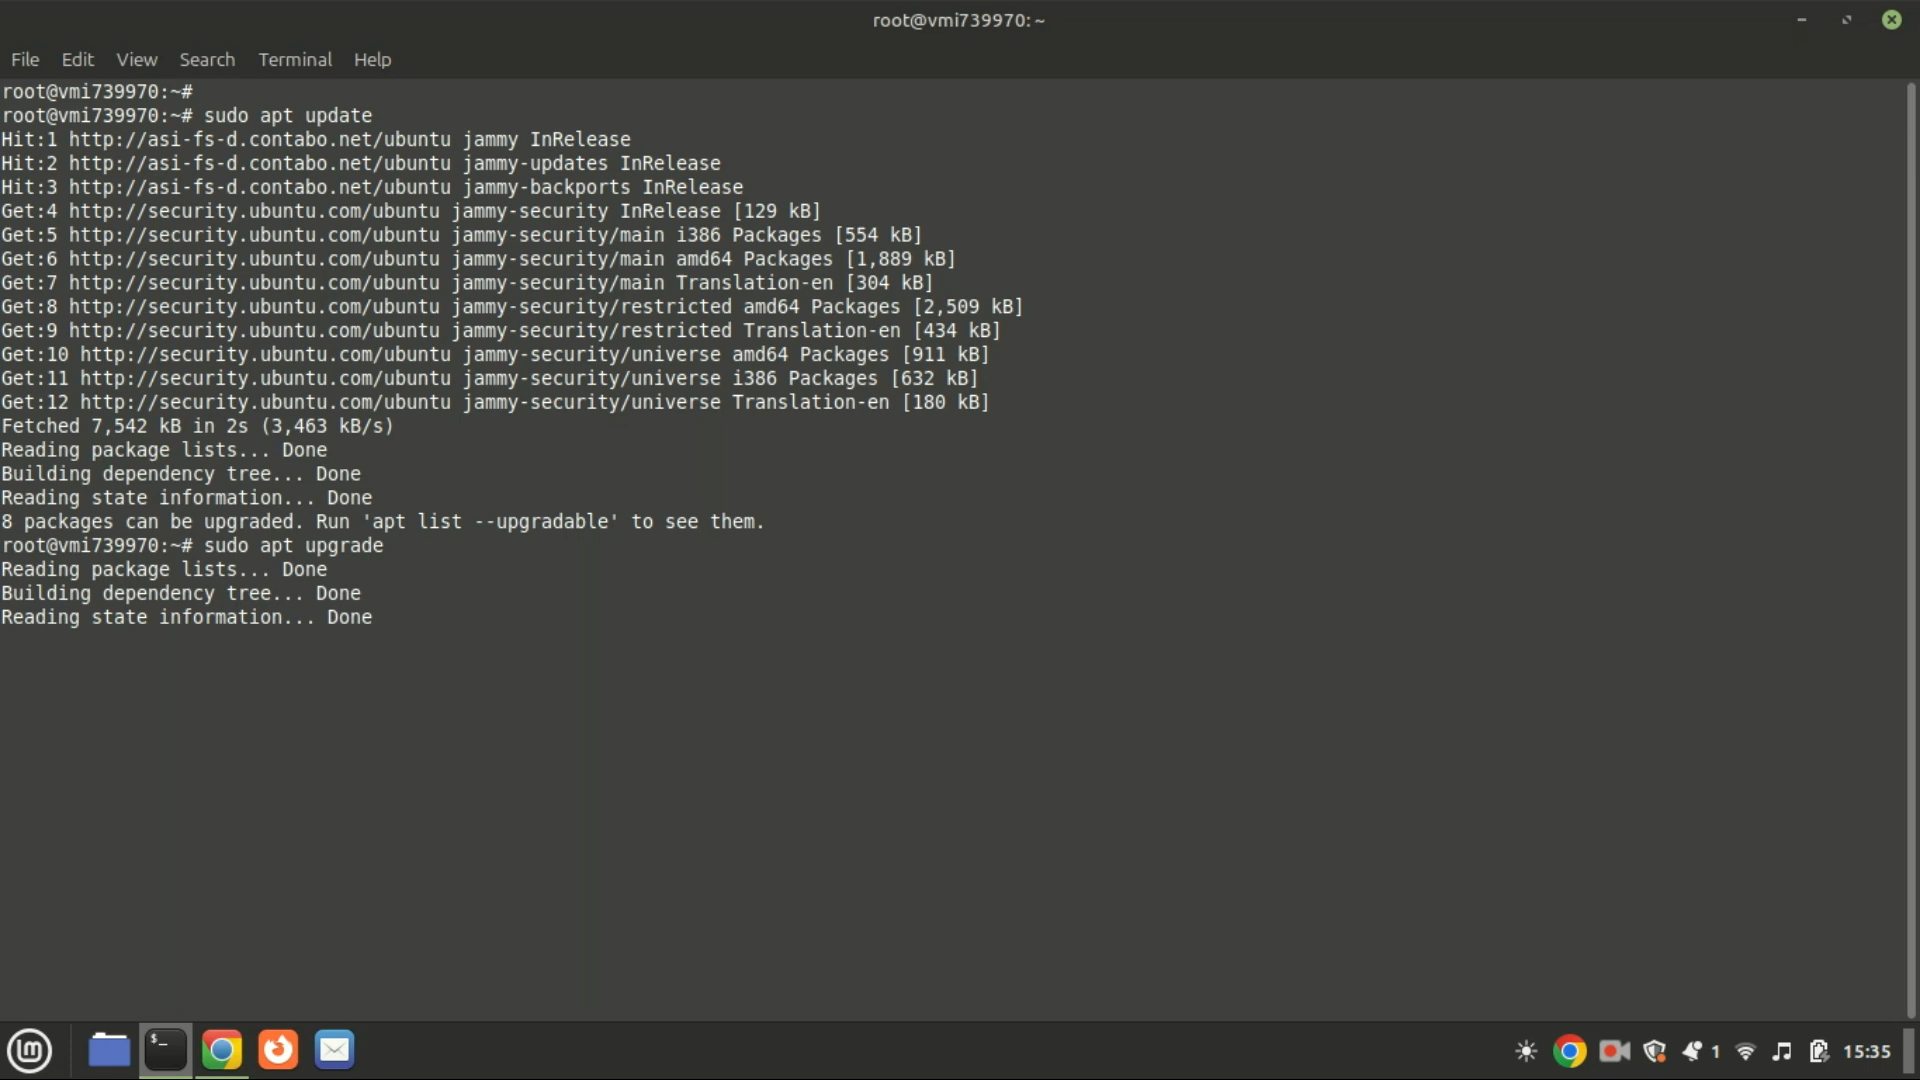 root@vmi739970: ~
File Edit View Search Terminal Help
root@vmi739970:~#
root@vmi739970:~# sudo apt update
Hit:1 http://asi-fs-d.contabo.net/ubuntu jammy InRelease
Hit:2 http://asi-fs-d.contabo.net/ubuntu jammy-updates InRelease
Hit:3 http://asi-fs-d.contabo.net/ubuntu jammy-backports InRelease
Get:4 http://security.ubuntu.com/ubuntu jammy-security InRelease [129 kB]
Get:5 http://security.ubuntu.com/ubuntu jammy-security/main i386 Packages [554 kB]
Get:6 http://security.ubuntu.com/ubuntu jammy-security/main amd64 Packages [1,889 kB]
Get:7 http://security.ubuntu.com/ubuntu jammy-security/main Translation-en [304 kB]
Get:8 http://security.ubuntu.com/ubuntu jammy-security/restricted amd64 Packages [2,509 kB]
Get:9 http://security.ubuntu.com/ubuntu jammy-security/restricted Translation-en [434 kB]
Get:10 http://security.ubuntu.com/ubuntu jammy-security/universe amd64 Packages [911 kB]
Get:11 http://security.ubuntu.com/ubuntu jammy-security/universe i386 Packages [632 kB]
Get:12 http://security.ubuntu.com/ubuntu jammy-security/universe Translation-en [180 kB]
Fetched 7,542 kB in 2s (3,463 kB/s)
Reading package lists... Done
Building dependency tree... Done
Reading state information... Done
8 packages can be upgraded. Run 'apt list --upgradable' to see them.
root@vmi739970:~# sudo apt upgrade
Reading package lists... Done
Building dependency tree... Done
Reading state information... Done
$_
1
15:35